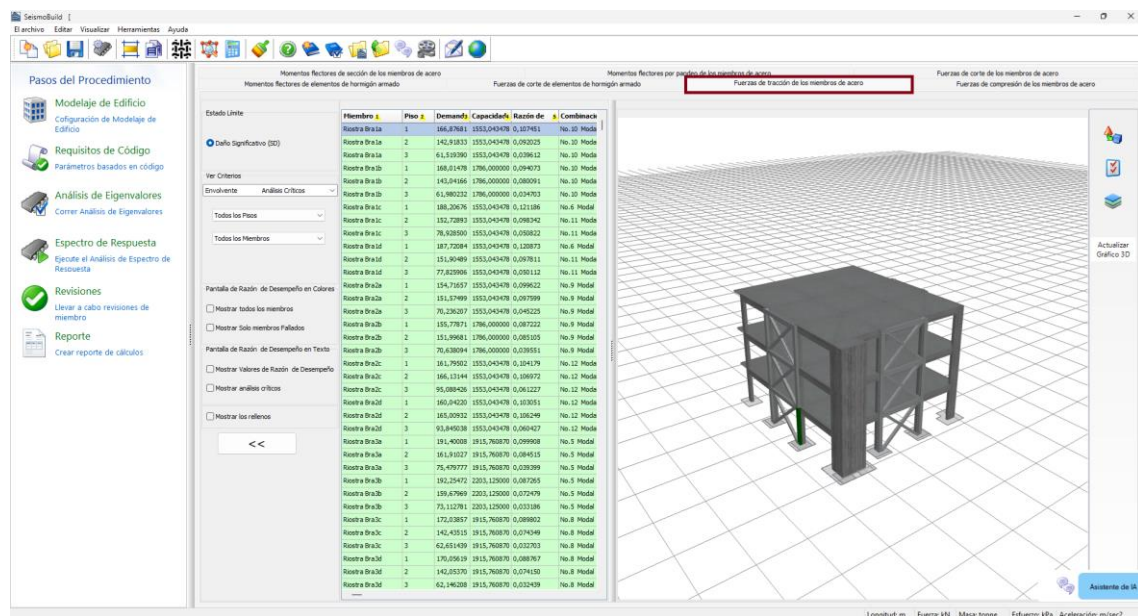 SeismoBuild [
El archivo Editar Visualizar Herramientas Ayuda
Pasos del Procedimiento
Modelaje de Edificio
Cofiguración de Modelaje de Edificio
Requisitos de Código
Parámetros basados en código
Análisis de Eigenvalores
Correr Análisis de Eigenvalores
Espectro de Respuesta
Ejecute el Análisis de Espectro de Respuesta
Revisiones
Llevar a cabo revisiones de miembro
Reporte
Crear reporte de cálculos
Momentos flectores de sección de los miembros de acero Momentos flectores por pandeo de los miembros de acero Fuerzas de corte de los miembros de acero
Momentos flectores de elementos de hormigón armado Fuerzas de corte de elementos de hormigón armado Fuerzas de tracción de los miembros de acero Fuerzas de compresión de los miembros de acero
Estado Límite
Daño Significativo (SD)
Ver Criterios
Envolvente Análisis Críticos
Todos los Pisos
Todos los Miembros
Pantalla de Razón de Desempeño en Colores
Mostrar todos los miembros
Mostrar Solo miembros Fallados
Pantalla de Razón de Desempeño en Texto
Mostrar Valores de Razón de Desempeño
Mostrar análisis críticos
Mostrar los rellenos
<<
Miembro 1 Piso 2 Demand 3 Capacidad 4 Razón de 5 Combinació
Riostra Bra1a 1 166,87681 1553,043478 0,107451 No.10 Moda
Riostra Bra1a 2 142,91833 1553,043478 0,092025 No.10 Moda
Riostra Bra1a 3 61,519390 1553,043478 0,039612 No.10 Moda
Riostra Bra1b 1 168,01478 1786,000000 0,094073 No.10 Moda
Riostra Bra1b 2 143,04166 1786,000000 0,080091 No.10 Moda
Riostra Bra1b 3 61,980232 1786,000000 0,034703 No.10 Moda
Riostra Bra1c 1 188,20676 1553,043478 0,121186 No.6 Modal
Riostra Bra1c 2 152,72893 1553,043478 0,098342 No.11 Moda
Riostra Bra1c 3 78,928500 1553,043478 0,050822 No.11 Moda
Riostra Bra1d 1 187,72084 1553,043478 0,120873 No.6 Modal
Riostra Bra1d 2 151,90489 1553,043478 0,097811 No.11 Moda
Riostra Bra1d 3 77,825906 1553,043478 0,050112 No.11 Moda
Riostra Bra2a 1 154,71657 1553,043478 0,099622 No.9 Modal
Riostra Bra2a 2 151,57499 1553,043478 0,097599 No.9 Modal
Riostra Bra2a 3 70,236207 1553,043478 0,045225 No.9 Modal
Riostra Bra2b 1 155,77871 1786,000000 0,087222 No.9 Modal
Riostra Bra2b 2 151,99681 1786,000000 0,085105 No.9 Modal
Riostra Bra2b 3 70,638094 1786,000000 0,039551 No.9 Modal
Riostra Bra2c 1 161,79502 1553,043478 0,104179 No.12 Moda
Riostra Bra2c 2 166,13144 1553,043478 0,106972 No.12 Moda
Riostra Bra2c 3 95,088426 1553,043478 0,061227 No.12 Moda
Riostra Bra2d 1 160,04220 1553,043478 0,103051 No.12 Moda
Riostra Bra2d 2 165,00932 1553,043478 0,106249 No.12 Moda
Riostra Bra2d 3 93,845038 1553,043478 0,060427 No.12 Moda
Riostra Bra3a 1 191,40008 1915,760870 0,099908 No.5 Modal
Riostra Bra3a 2 161,91027 1915,760870 0,084515 No.5 Modal
Riostra Bra3a 3 75,479777 1915,760870 0,039399 No.5 Modal
Riostra Bra3b 1 192,25472 2203,125000 0,087265 No.5 Modal
Riostra Bra3b 2 159,67969 2203,125000 0,072479 No.5 Modal
Riostra Bra3b 3 73,112781 2203,125000 0,033186 No.5 Modal
Riostra Bra3c 1 172,03857 1915,760870 0,089802 No.8 Modal
Riostra Bra3c 2 142,43515 1915,760870 0,074349 No.8 Modal
Riostra Bra3c 3 62,651439 1915,760870 0,032703 No.8 Modal
Riostra Bra3d 1 170,05619 1915,760870 0,088767 No.8 Modal
Riostra Bra3d 2 142,05370 1915,760870 0,074150 No.8 Modal
Riostra Bra3d 3 62,146208 1915,760870 0,032439 No.8 Modal
Actualizar
Gráfico 3D
Asistente de IA
Longitud: m Fuerza: kN Masa: tonne Esfuerzo: kPa Aceleración: m/sec2